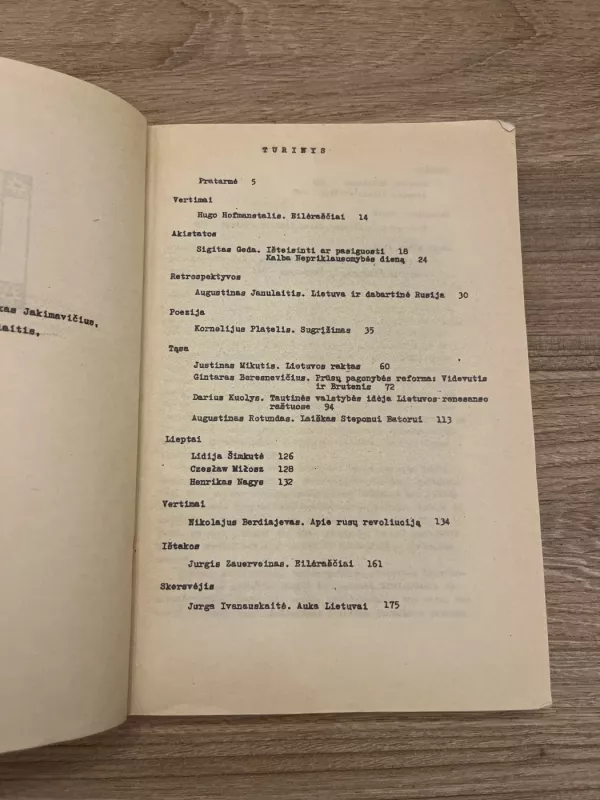 kas Jakimavičius,
laitis,
TURINYS
Pratarmė 5
Vertimai
Hugo Hofmanstalis. Eilėraščiai 14
Akistatos
Sigitas Geda. Išteisinti ar pasiguosti 18
Kalba Nepriklausomybės dieną 24
Retrospektyvos
Augustinas Janulaitis. Lietuva ir dabartinė Rusija 30
Poezija
Kornelijus Platelis. Sugrįžimas 35
Tąsa
Justinas Mikutis. Lietuvos raktas 60
Gintaras Beresnevičius. Prūsų pagonybės reforma: Videvutis
ir Brutenis 72
Darius Kuolys. Tautinės valstybės idėja Lietuvos renesanso
raštuose 94
Augustinas Rotundas. Laiškas Steponui Batorui 113
Lieptai
Lidija Šimkutė 126
Czesław Miłosz 128
Henrikas Nagys 132
Vertimai
Nikolajus Berdiajevas. Apie rusų revoliuciją 134
Ištakos
Jurgis Zauerveinas. Eilėraščiai 161
Skersvėjis
Jurga Ivanauskaitė. Auka Lietuvai 175